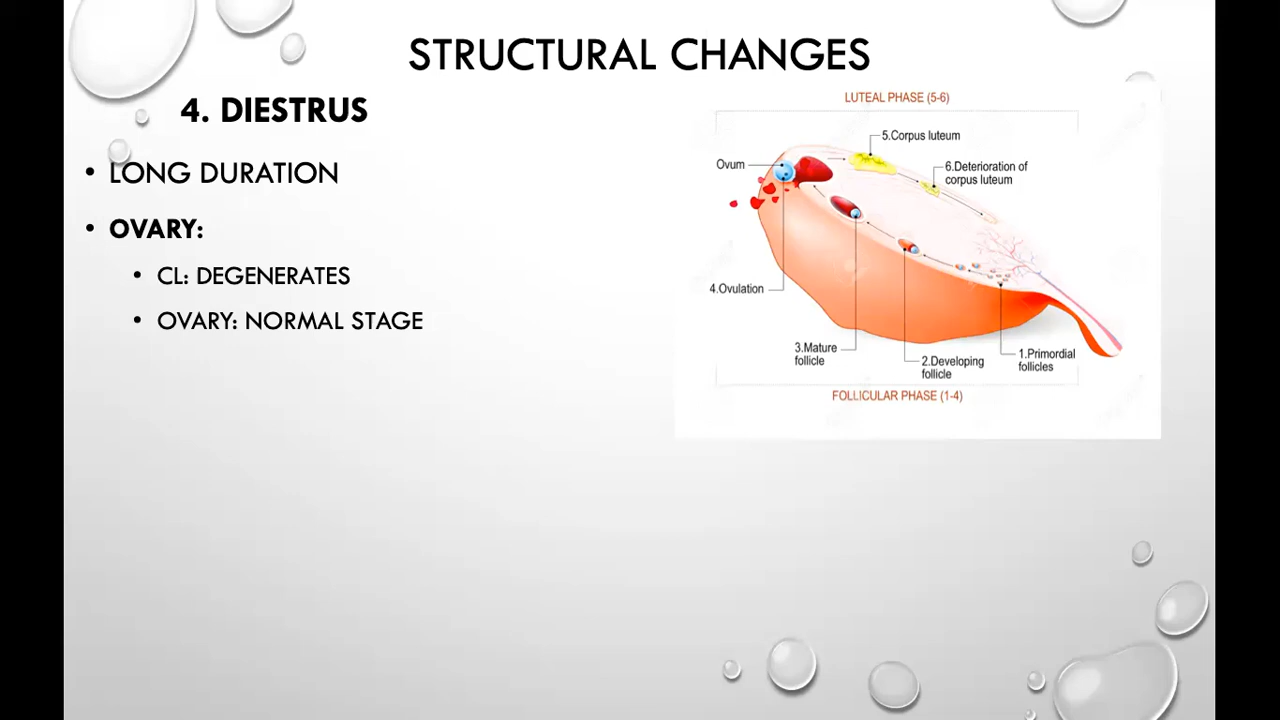 STRUCTURAL CHANGES
4. DIESTRUS
• LONG DURATION
• OVARY:
• CL: DEGENERATES
• OVARY: NORMAL STAGE
LUTEAL PHASE (5-6)
5.Corpus luteum
Ovum
6.Deterioration of
corpus luteum
4.Ovulation
3.Mature
follicle
2.Developing
follicle
1.Primordial
follicles
FOLLICULAR PHASE (1-4)